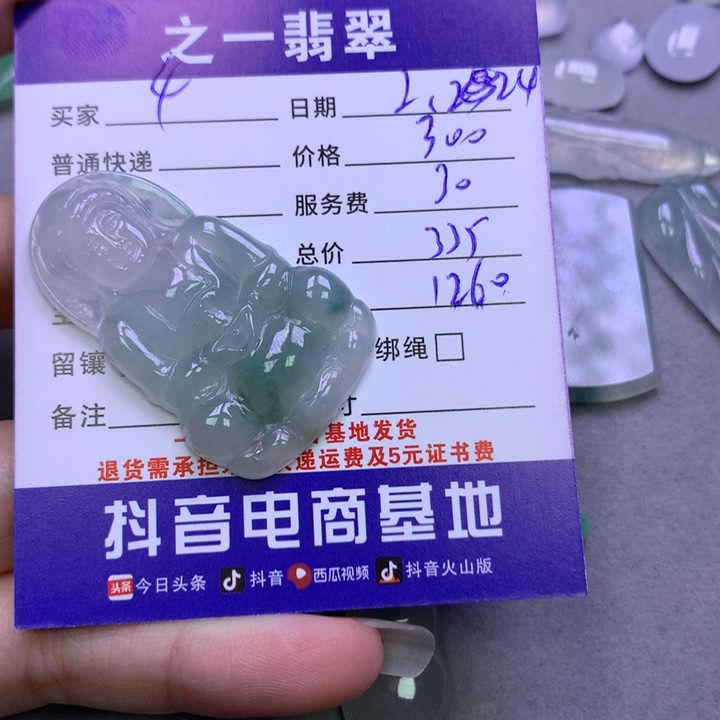 之一翡翠
买家 4 日期
普通快递 价格 300
服务费 30
总价 335
1260
留镶 绑绳
备注 寸
基地发货
退货需承担 递运费及5元证书费
抖音电商基地
头条 今日头条 抖音 西瓜视频 抖音火山版